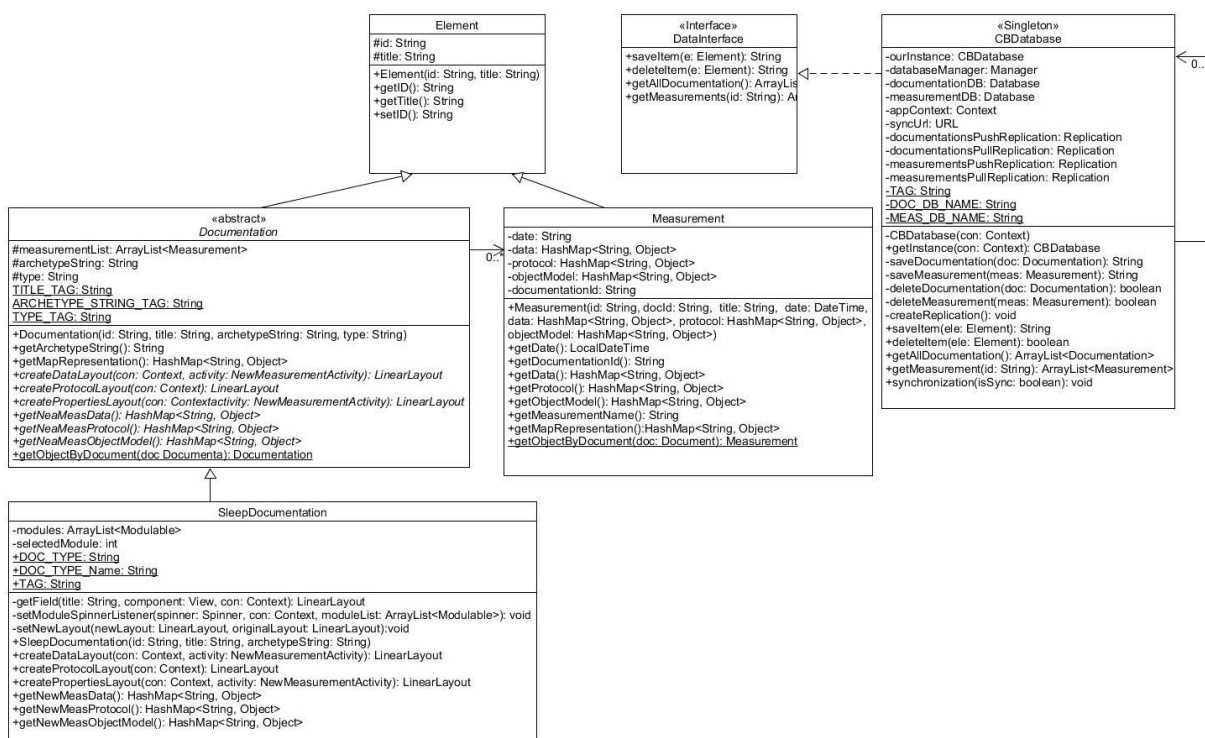 Element
#id: String
#title: String
+Element(id: String, title: String)
+getID(): String
+getTitle(): String
+setID(): String
«Interface»
DataInterface
+saveItem(e: Element): String
+deleteItem(e: Element): String
+getAllDocumentation(): ArrayLis
+getMeasurements(id: String): A
«Singleton»
CBDatabase
-ourInstance: CBDatabase
-databaseManager: Manager
-documentationDB: Database
-measurementDB: Database
-appContext: Context
-syncUrl: URL
-documentationsPushReplication: Replication
-documentationsPullReplication: Replication
-measurementsPushReplication: Replication
-measurementsPullReplication: Replication
-TAG: String
-DOC_DB_NAME: String
-MEAS_DB_NAME: String
-CBDatabase(con: Context)
+getInstance(con: Context): CBDatabase
-saveDocumentation(doc: Documentation): String
-saveMeasurement(meas: Measurement): String
-deleteDocumentation(doc: Documentation): boolean
-deleteMeasurement(meas: Measurement): boolean
-createReplication(): void
+saveItem(ele: Element): String
+deleteItem(ele: Element): boolean
+getAllDocumentation(): ArrayList<Documentation>
+getMeasurement(id: String): ArrayList<Measurement>
+synchronization(isSync: boolean): void
0..
«abstract»
Documentation
#measurementList: ArrayList<Measurement>
#archetypeString: String
#type: String
TITLE_TAG: String
ARCHETYPE_STRING_TAG: String
TYPE_TAG: String
+Documentation(id: String, title: String, archetypeString: String, type: String)
+getArchetypeString(): String
+getMapRepresentation(): HashMap<String, Object>
+createDataLayout(con: Context, activity: NewMeasurementActivity): LinearLayout
+createProtocolLayout(con: Context): LinearLayout
+createPropertiesLayout(con: Contextactivity: NewMeasurementActivity): LinearLayout
+getNeaMeasData(): HashMap<String, Object>
+getNeaMeasProtocol(): HashMap<String, Object>
+getNeaMeasObjectModel(): HashMap<String, Object>
+getObjectByDocument(doc Documenta): Documentation
0..
Measurement
-date: String
-data: HashMap<String, Object>
-protocol: HashMap<String, Object>
-objectModel: HashMap<String, Object>
-documentationId: String
+Measurement(id: String, docId: String, title: String, date: DateTime,
data: HashMap<String, Object>, protocol: HashMap<String, Object>,
objectModel: HashMap<String, Object>)
+getDate(): LocalDateTime
+getDocumentationId(): String
+getData(): HashMap<String, Object>
+getProtocol(): HashMap<String, Object>
+getObjectModel(): HashMap<String, Object>
+getMeasurementName(): String
+getMapRepresentation():HashMap<String, Object>
+getObjectByDocument(doc: Document): Measurement
SleepDocumentation
-modules: ArrayList<Modulable>
-selectedModule: int
+DOC_TYPE: String
+DOC_TYPE_Name: String
+TAG: String
-getField(title: String, component: View, con: Context): LinearLayout
-setModuleSpinnerListener(spinner: Spinner, con: Context, moduleList: ArrayList<Modulable>): void
-setNewLayout(newLayout: LinearLayout, originalLayout: LinearLayout):void
+SleepDocumentation(id: String, title: String, archetypeString: String)
+createDataLayout(con: Context, activity: NewMeasurementActivity): LinearLayout
+createProtocolLayout(con: Context): LinearLayout
+createPropertiesLayout(con: Context, activity: NewMeasurementActivity): LinearLayout
+getNewMeasData(): HashMap<String, Object>
+getNewMeasProtocol(): HashMap<String, Object>
+getNewMeasObjectModel(): HashMap<String, Object>